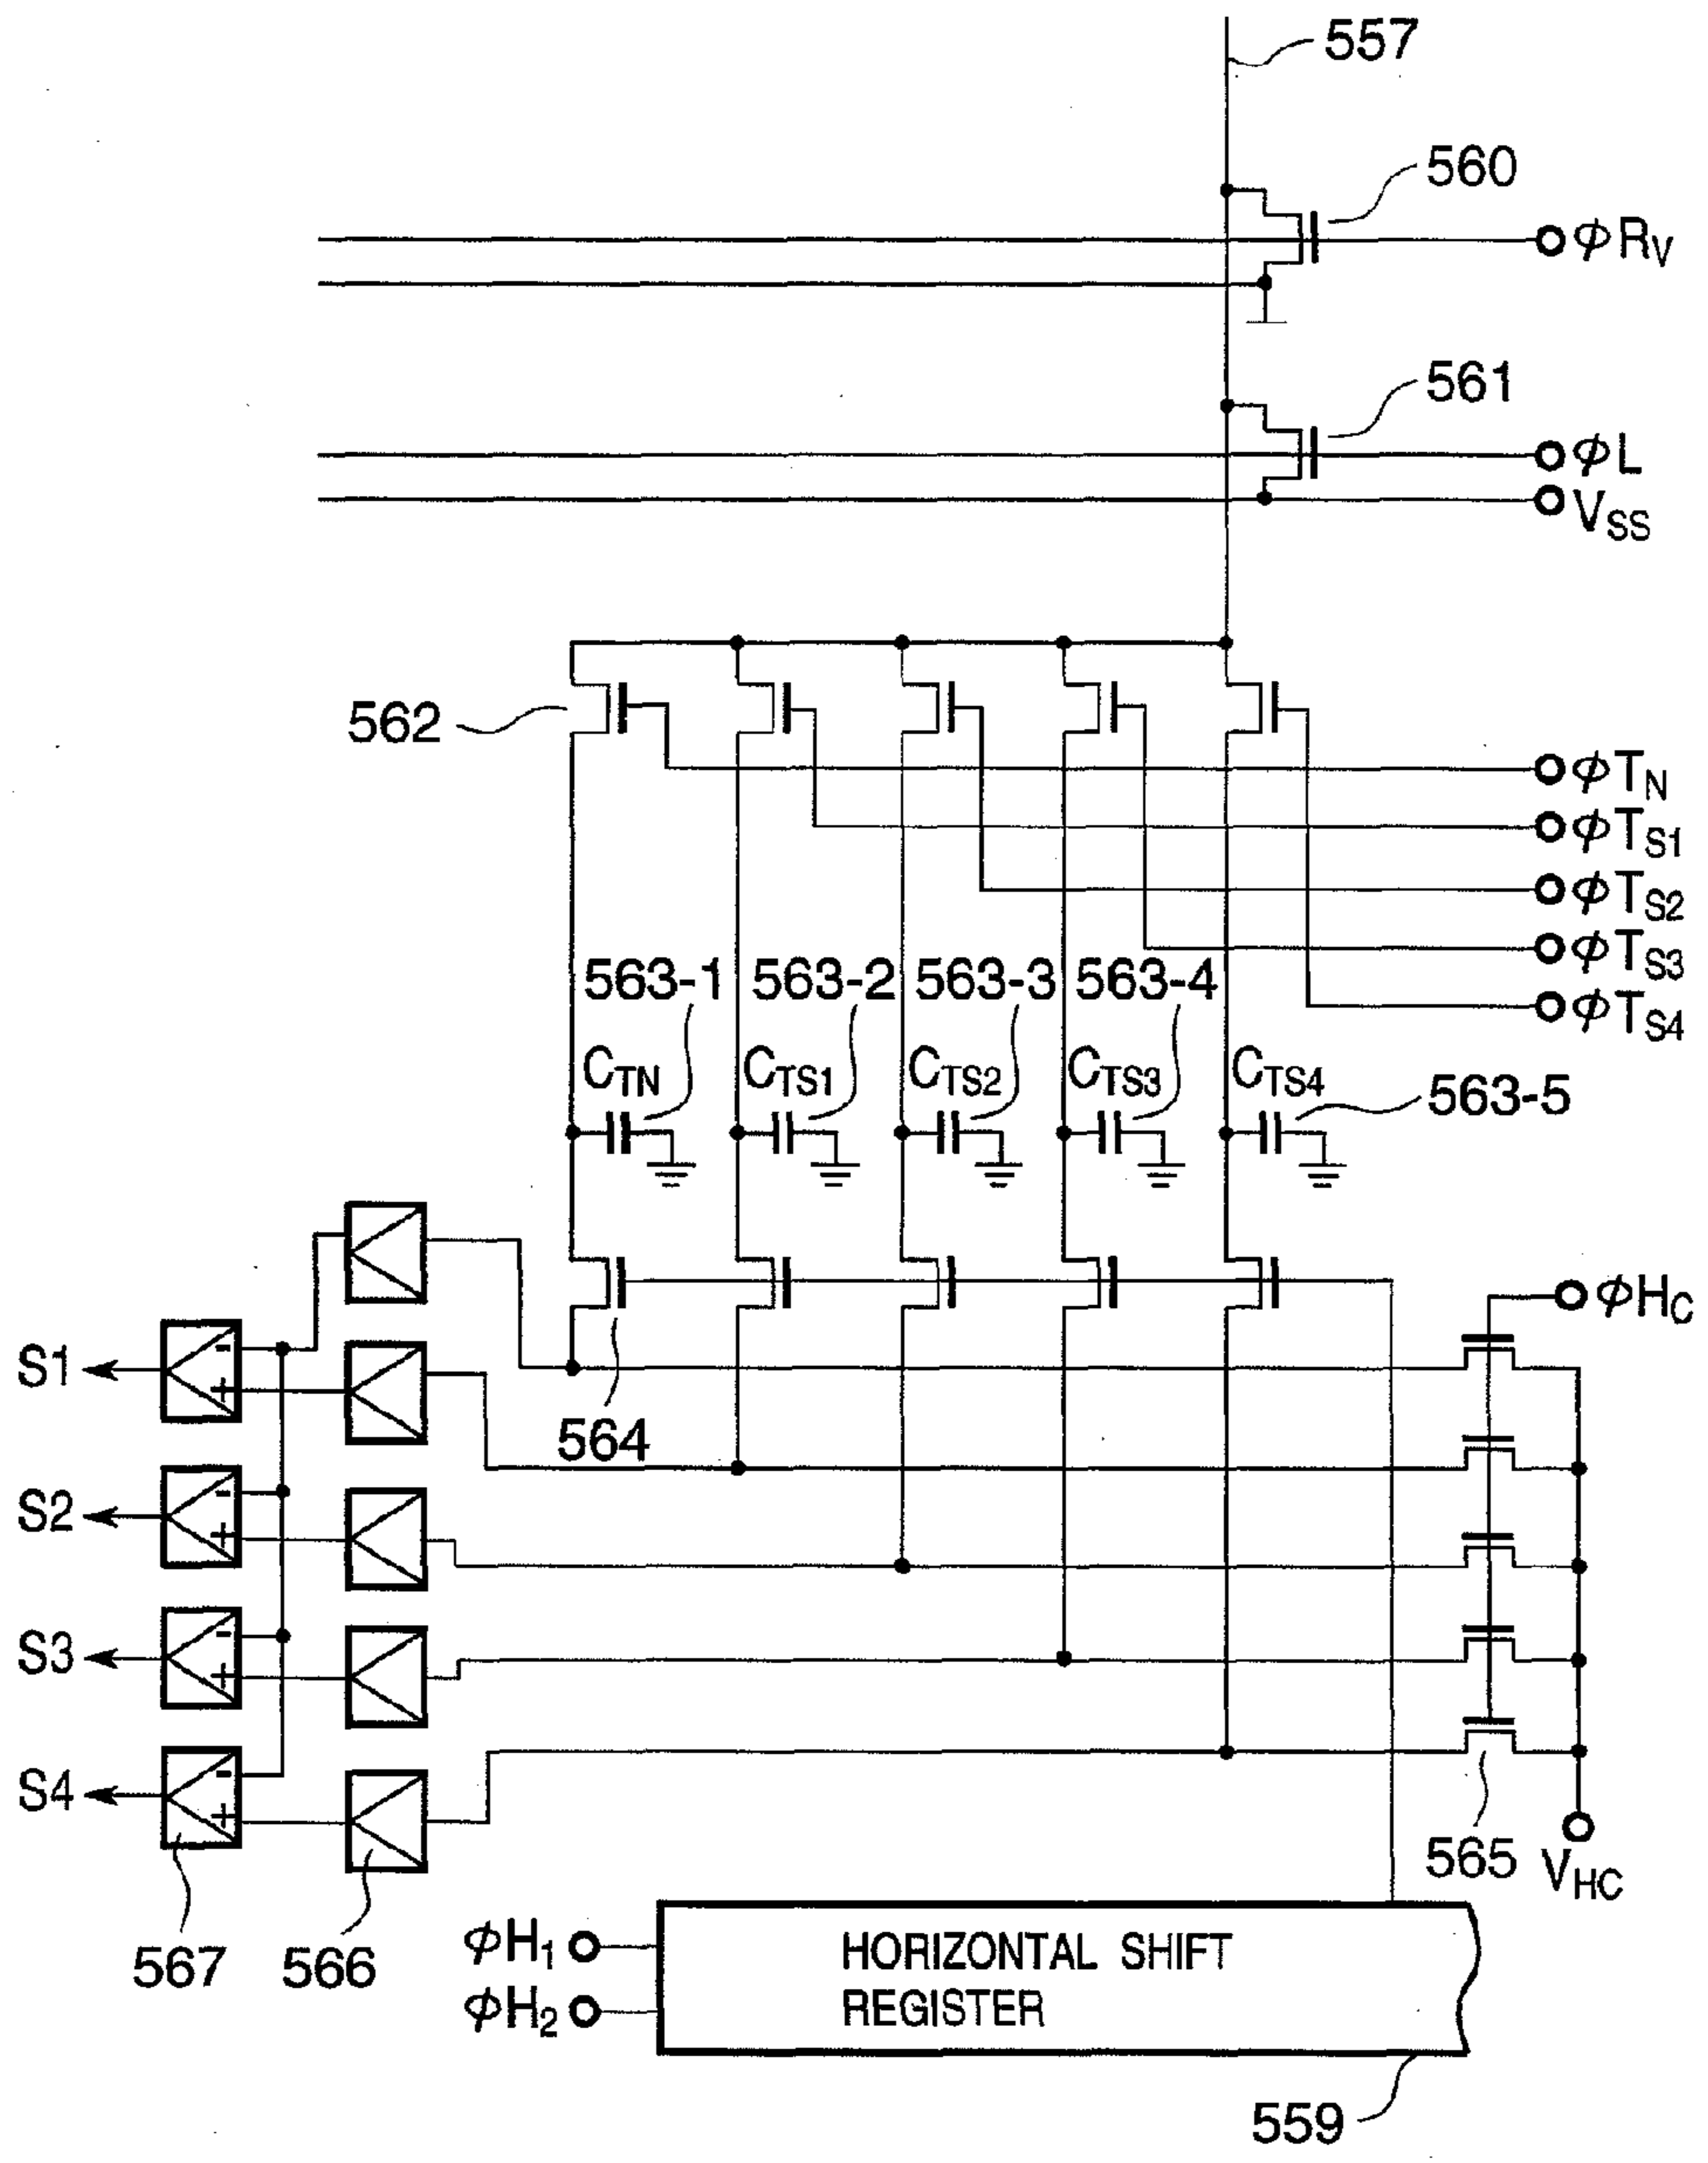 557
560
ϕRV
561
ϕL
VSS
562
ϕTN
ϕTS1
ϕTS2
ϕTS3
ϕTS4
563-1 563-2 563-3 563-4
CTN CTS1 CTS2 CTS3 CTS4
563-5
ϕHC
- +
S1
564
- +
S2
- +
S3
- +
S4
565
VHC
567 566
ϕH1
ϕH2
HORIZONTAL SHIFT
REGISTER
559